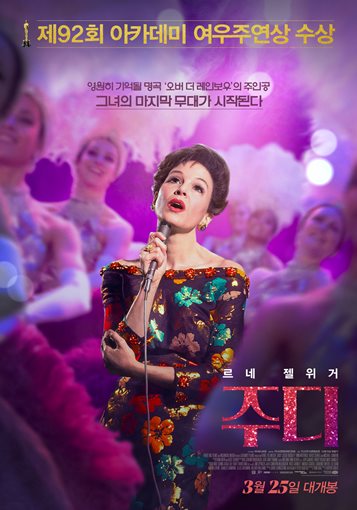 제92회 아카데미 여우주연상 수상
영원히 기억될 명곡 '오버 더 레인보우'의 주인공
그녀의 마지막 무대가 시작된다
르네 젤위거
주디
3월 25일 대개봉